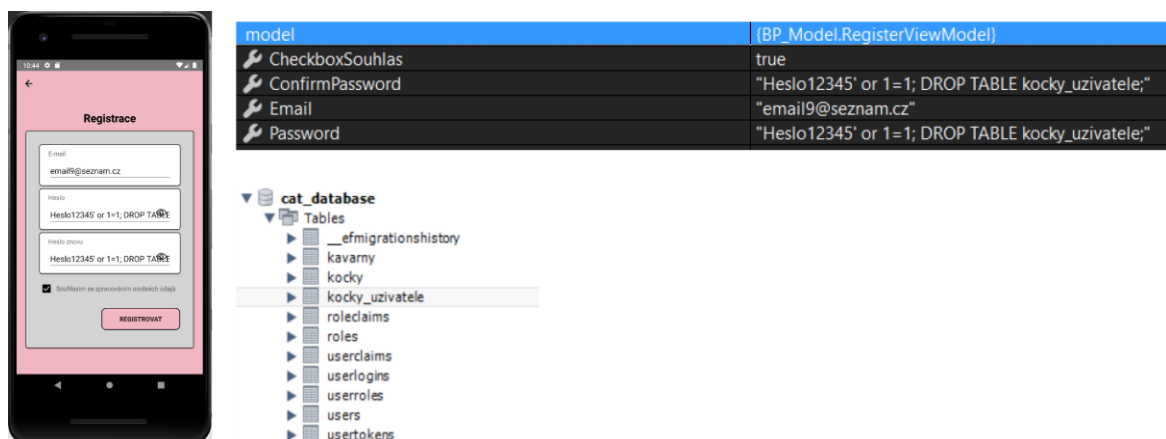 10:44
Registrace
E-mail
email9@seznam.cz
Heslo
Heslo12345' or 1=1; DROP TABLE
Heslo znovu
Heslo12345' or 1=1; DROP TABLE
Souhlasím se zpracováním osobních údajů
REGISTROVAT
model {BP_Model.RegisterViewModel}
CheckboxSouhlas true
ConfirmPassword "Heslo12345' or 1=1; DROP TABLE kocky_uzivatele;"
Email "email9@seznam.cz"
Password "Heslo12345' or 1=1; DROP TABLE kocky_uzivatele;"
cat_database
Tables
__efmigrationshistory
kavarny
kocky
kocky_uzivatele
roleclaims
roles
userclaims
userlogins
userroles
users
usertokens